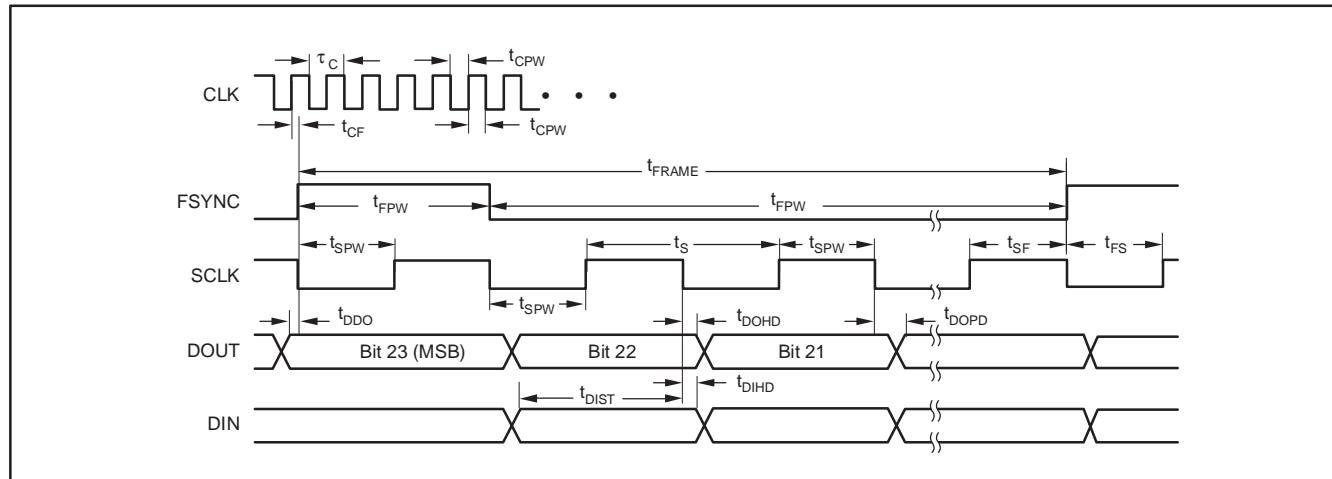 τC
tCPW
CLK
tCF
tCPW
tFRAME
FSYNC
tFPW
tFPW
tSPW
tS
tSPW
tSF
tFS
SCLK
tSPW
tDDO
tDOHD
tDOPD
DOUT
Bit 23 (MSB)
Bit 22
Bit 21
tDIST
tDIHD
DIN